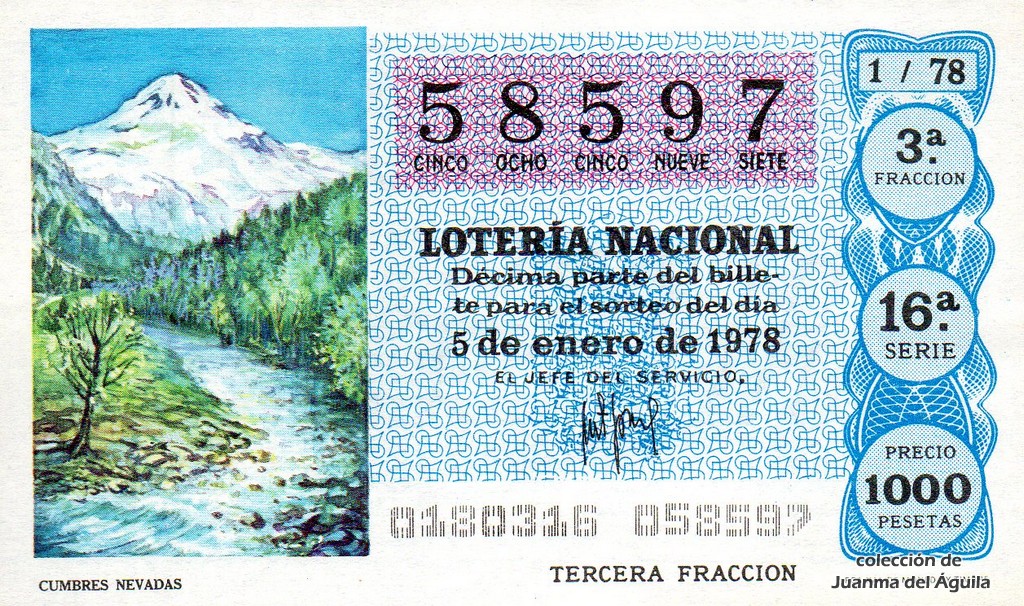 58597
CINCO OCHO CINCO NUEVE SIETE
LOTERÍA NACIONAL
Décima parte del bille-
te para el sorteo del día
5 de enero de 1978
EL JEFE DEL SERVICIO,
0180316 058597
TERCERA FRACCION
CUMBRES NEVADAS
1 / 78
3.ª
FRACCION
16.ª
SERIE
PRECIO
1000
PESETAS
colección de
Juanma del Águila